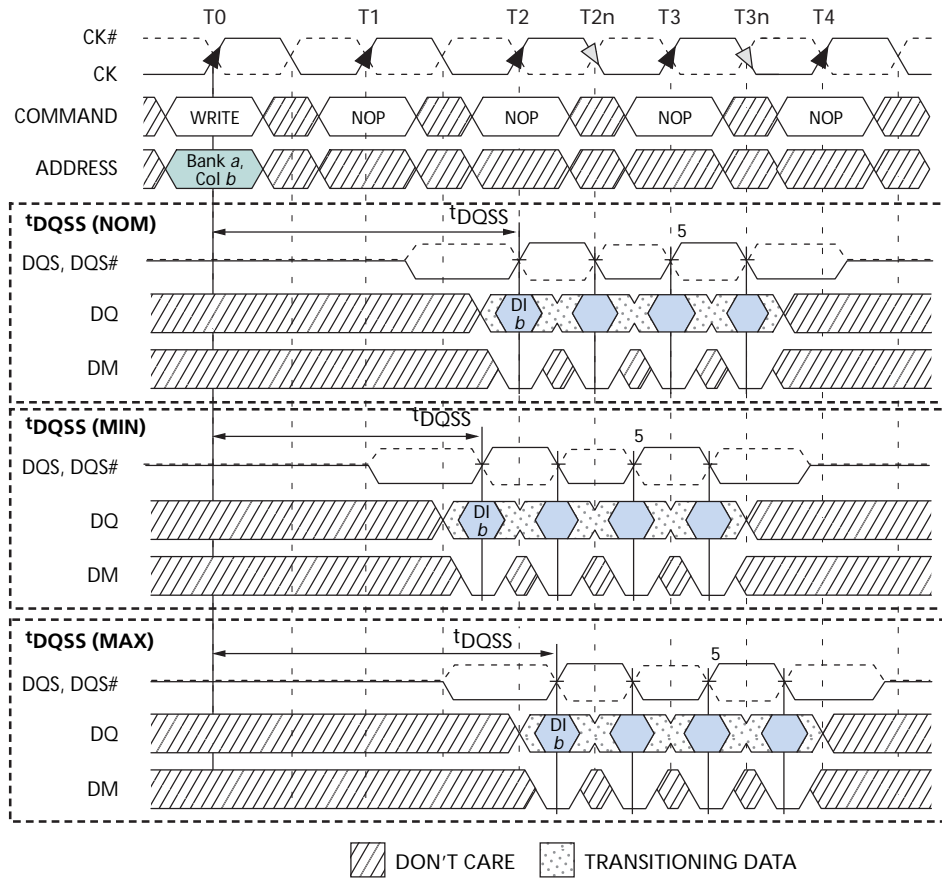 T0 T1 T2 T2n T3 T3n T4
CK#
CK
COMMAND WRITE NOP NOP NOP NOP
ADDRESS Bank a,
Col b
tDQSS (NOM) tDQSS
5
DQS, DQS#
DQ DI
b
DM
tDQSS (MIN) tDQSS
5
DQS, DQS#
DQ DI
b
DM
tDQSS (MAX) tDQSS
5
DQS, DQS#
DQ DI
b
DM
DON'T CARE TRANSITIONING DATA